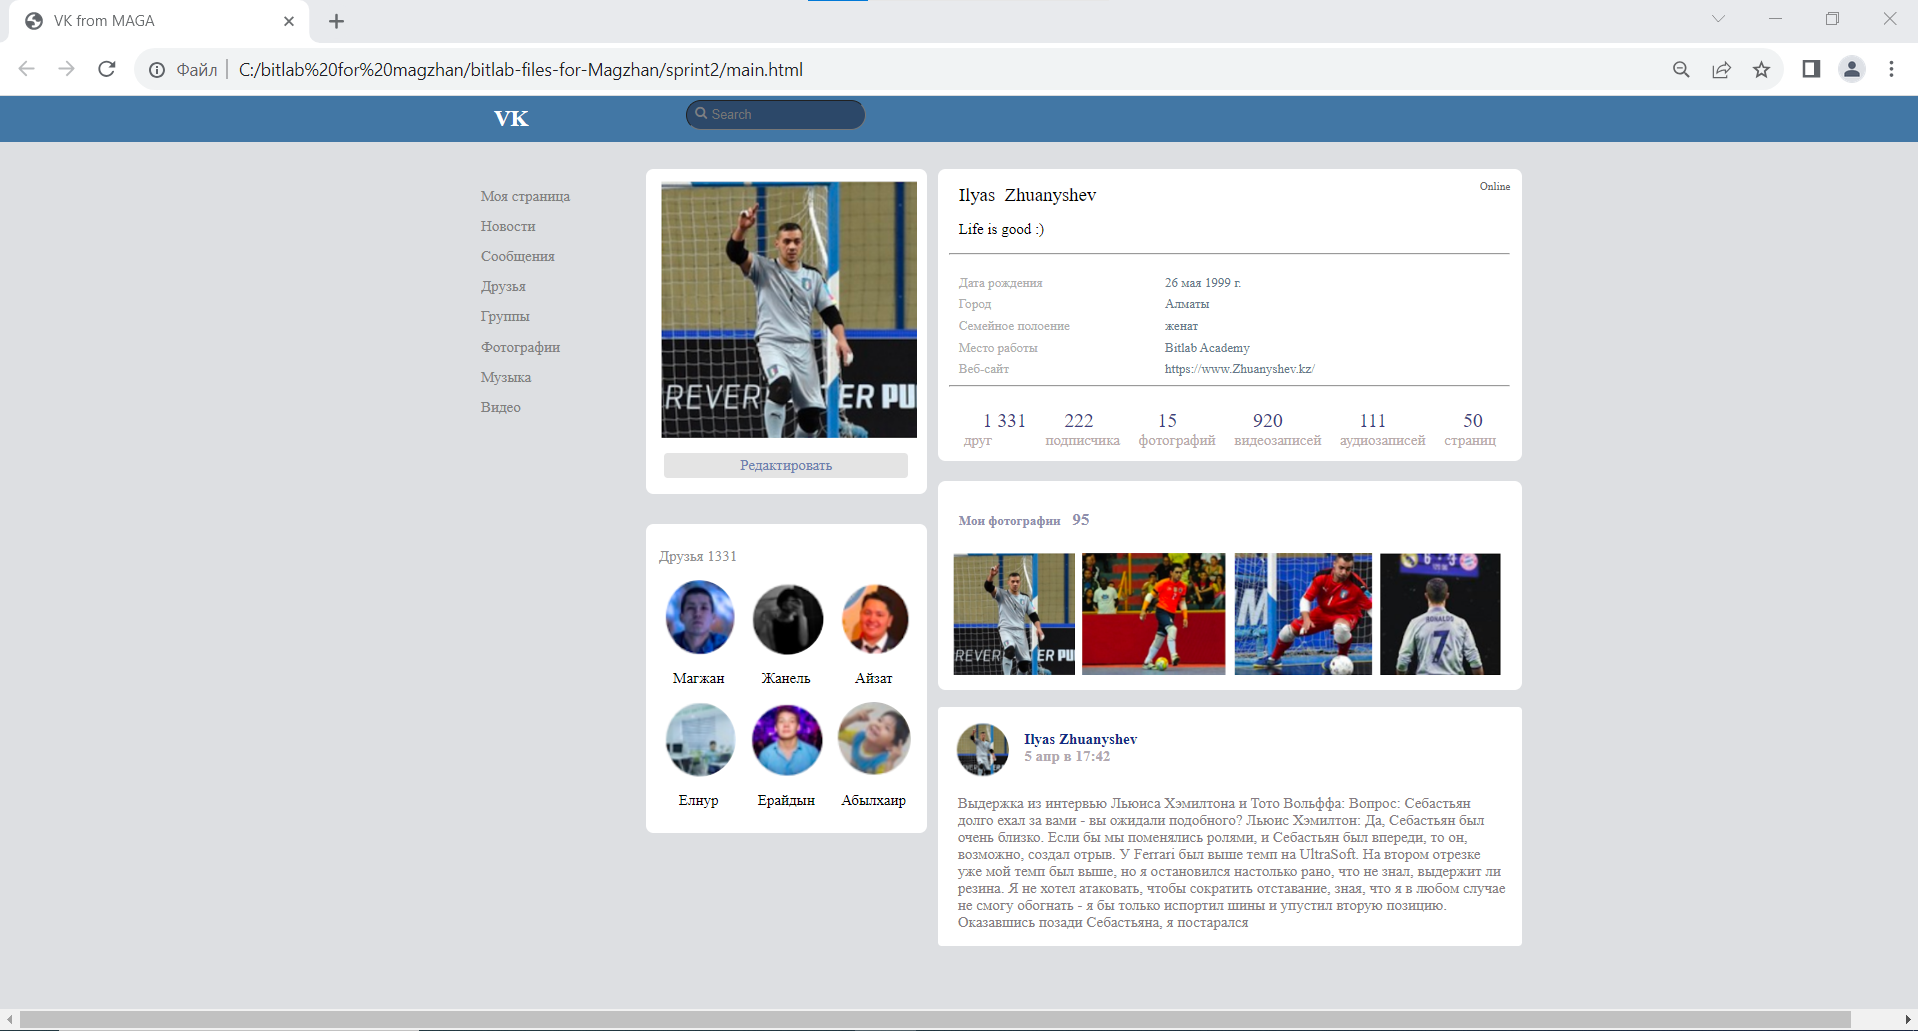 VK from MAGA
Файл
C:/bitlab%20for%20magzhan/bitlab-files-for-Magzhan/sprint2/main.html
VK
Search
Моя страница
Новости
Сообщения
Друзья
Группы
Фотографии
Музыка
Видео
REVER
ER PU
Редактировать
Друзья 1331
Магжан Жанель Айзат
Елнур Ерайдын Абылхаир
Ilyas Zhuanyshev
Online
Life is good :)
Дата рождения 26 мая 1999 г.
Город Алматы
Семейное полоение женат
Место работы Bitlab Academy
Веб-сайт https://www.Zhuanyshev.kz/
1 331 222 15 920 111 50
друг подписчика фотографий видеозаписей аудиозаписей страниц
Мои фотографии 95
REVER ER PU
M
6 - 3
RONALDO
7
Ilyas Zhuanyshev
5 апр в 17:42
Выдержка из интервью Льюиса Хэмилтона и Тото Вольффа: Вопрос: Себастьян
долго ехал за вами - вы ожидали подобного? Льюис Хэмилтон: Да, Себастьян был
очень близко. Если бы мы поменялись ролями, и Себастьян был впереди, то он,
возможно, создал отрыв. У Ferrari был выше темп на UltraSoft. На втором отрезке
уже мой темп был выше, но я остановился настолько рано, что не знал, выдержит ли
резина. Я не хотел атаковать, чтобы сократить отставание, зная, что я в любом случае
не смогу обогнать - я бы только испортил шины и упустил вторую позицию.
Оказавшись позади Себастьяна, я постарался